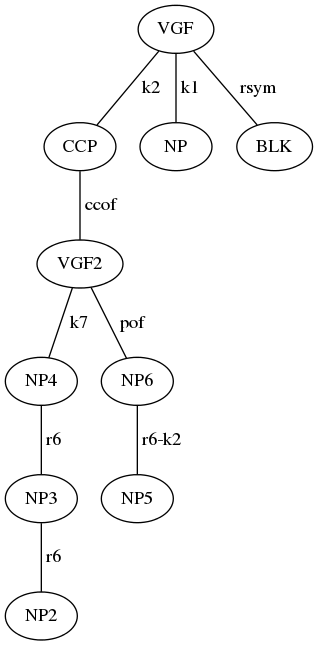 VGF
k2 k1 rsym
CCP NP BLK
ccof
VGF2
k7 pof
NP4 NP6
r6 r6-k2
NP3 NP5
r6
NP2